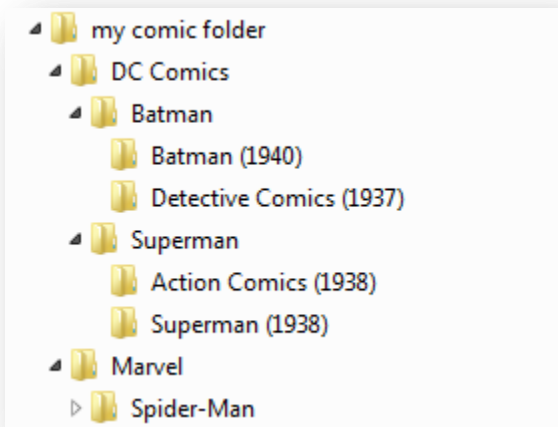 my comic folder
DC Comics
Batman
Batman (1940)
Detective Comics (1937)
Superman
Action Comics (1938)
Superman (1938)
Marvel
Spider-Man